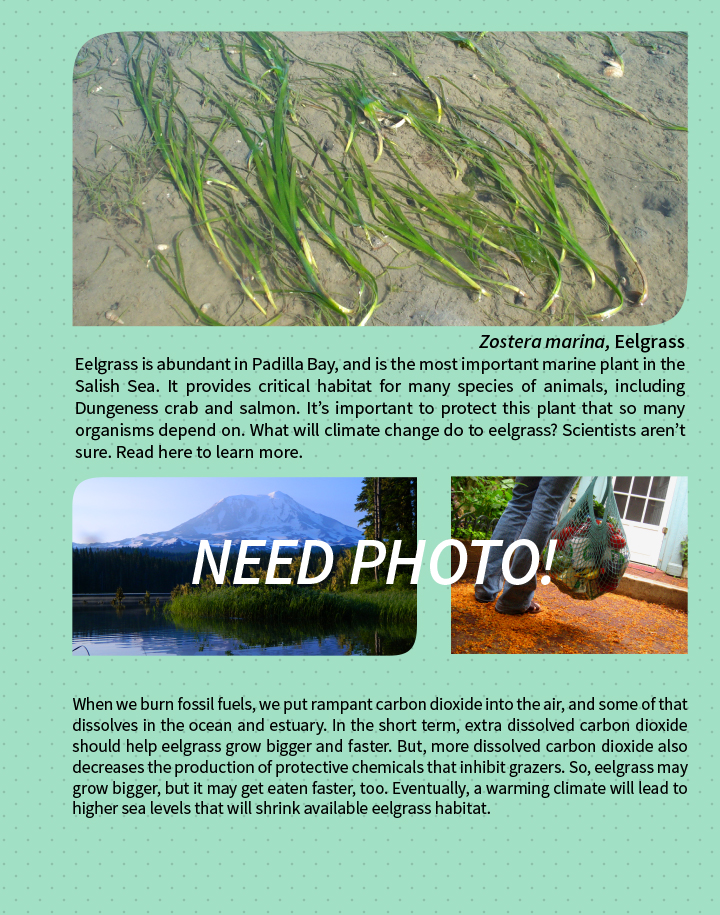 Zostera marina, Eelgrass
Eelgrass is abundant in Padilla Bay, and is the most important marine plant in the
Salish Sea. It provides critical habitat for many species of animals, including
Dungeness crab and salmon. It’s important to protect this plant that so many
organisms depend on. What will climate change do to eelgrass? Scientists aren’t
sure. Read here to learn more.
NEED PHOTO!
When we burn fossil fuels, we put rampant carbon dioxide into the air, and some of that
dissolves in the ocean and estuary. In the short term, extra dissolved carbon dioxide
should help eelgrass grow bigger and faster. But, more dissolved carbon dioxide also
decreases the production of protective chemicals that inhibit grazers. So, eelgrass may
grow bigger, but it may get eaten faster, too. Eventually, a warming climate will lead to
higher sea levels that will shrink available eelgrass habitat.